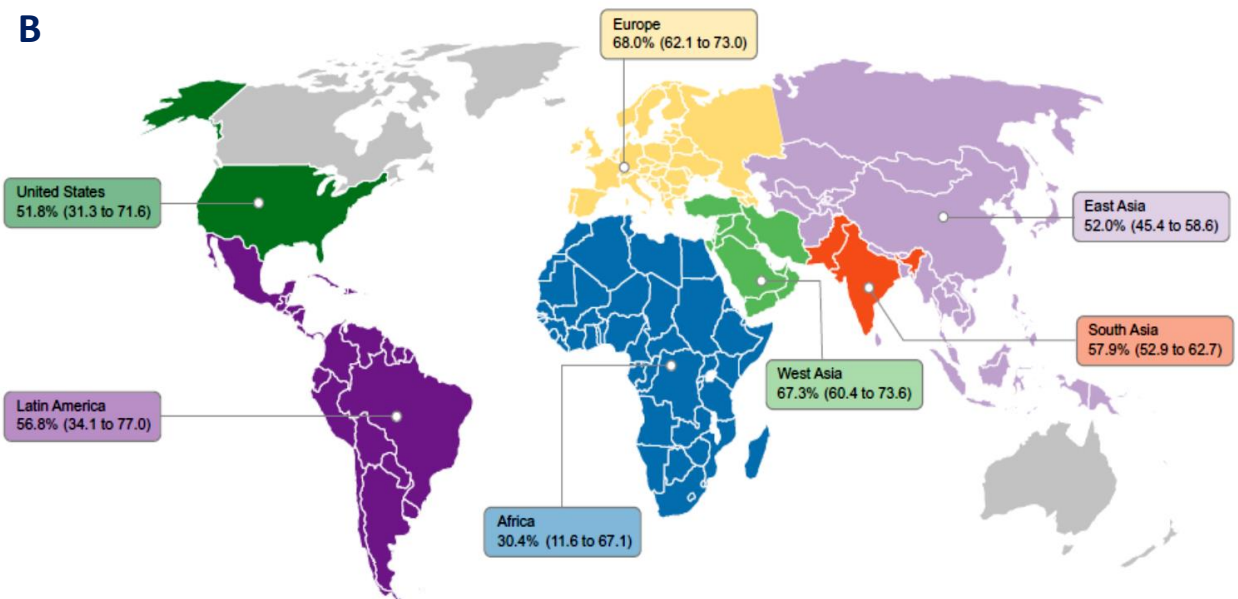 B
Europe
68.0% (62.1 to 73.0)
United States
51.8% (31.3 to 71.6)
East Asia
52.0% (45.4 to 58.6)
South Asia
57.9% (52.9 to 62.7)
West Asia
67.3% (60.4 to 73.6)
Latin America
56.8% (34.1 to 77.0)
Africa
30.4% (11.6 to 67.1)